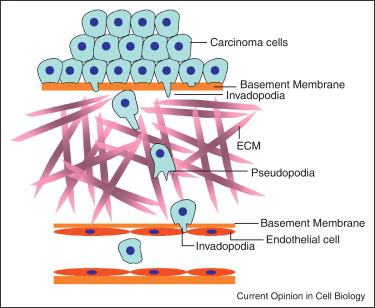 Carcinoma cells
Basement Membrane
Invadopodia
ECM
Pseudopodia
Basement Membrane
Endothelial cell
Invadopodia
Current Opinion in Cell Biology